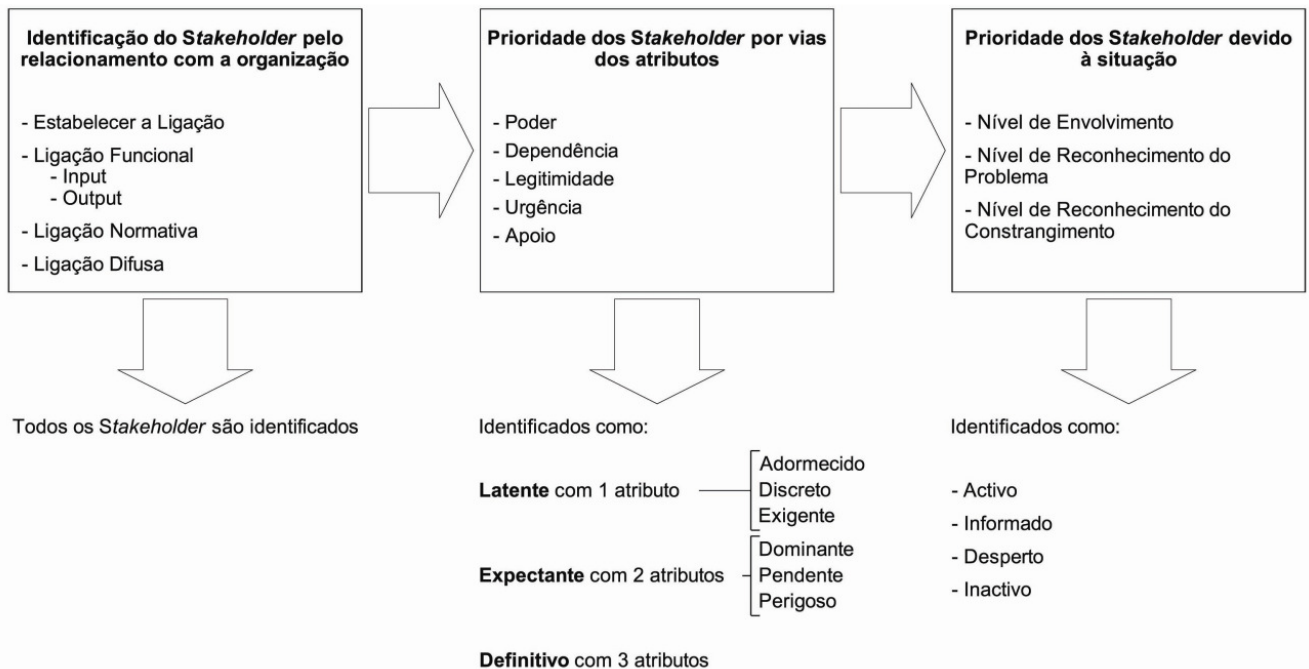 Identificação do Stakeholder pelo
relacionamento com a organização
- Estabelecer a Ligação
- Ligação Funcional
- Input
- Output
- Ligação Normativa
- Ligação Difusa
Prioridade dos Stakeholder por vias
dos atributos
- Poder
- Dependência
- Legitimidade
- Urgência
- Apoio
Prioridade dos Stakeholder devido
à situação
- Nível de Envolvimento
- Nível de Reconhecimento do
Problema
- Nível de Reconhecimento do
Constrangimento
Todos os Stakeholder são identificados
Identificados como:
Latente com 1 atributo
Adormecido
Discreto
Exigente
Expectante com 2 atributos
Dominante
Pendente
Perigoso
Definitivo com 3 atributos
Identificados como:
- Activo
- Informado
- Desperto
- Inactivo